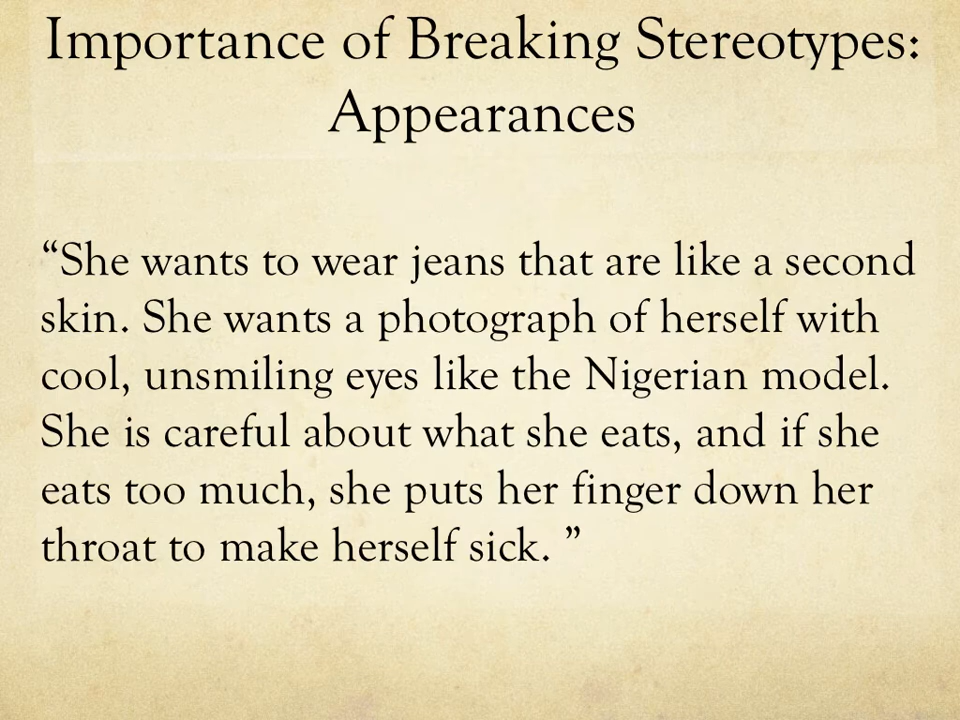 Importance of Breaking Stereotypes:
Appearances
“She wants to wear jeans that are like a second
skin. She wants a photograph of herself with
cool, unsmiling eyes like the Nigerian model.
She is careful about what she eats, and if she
eats too much, she puts her finger down her
throat to make herself sick. ”